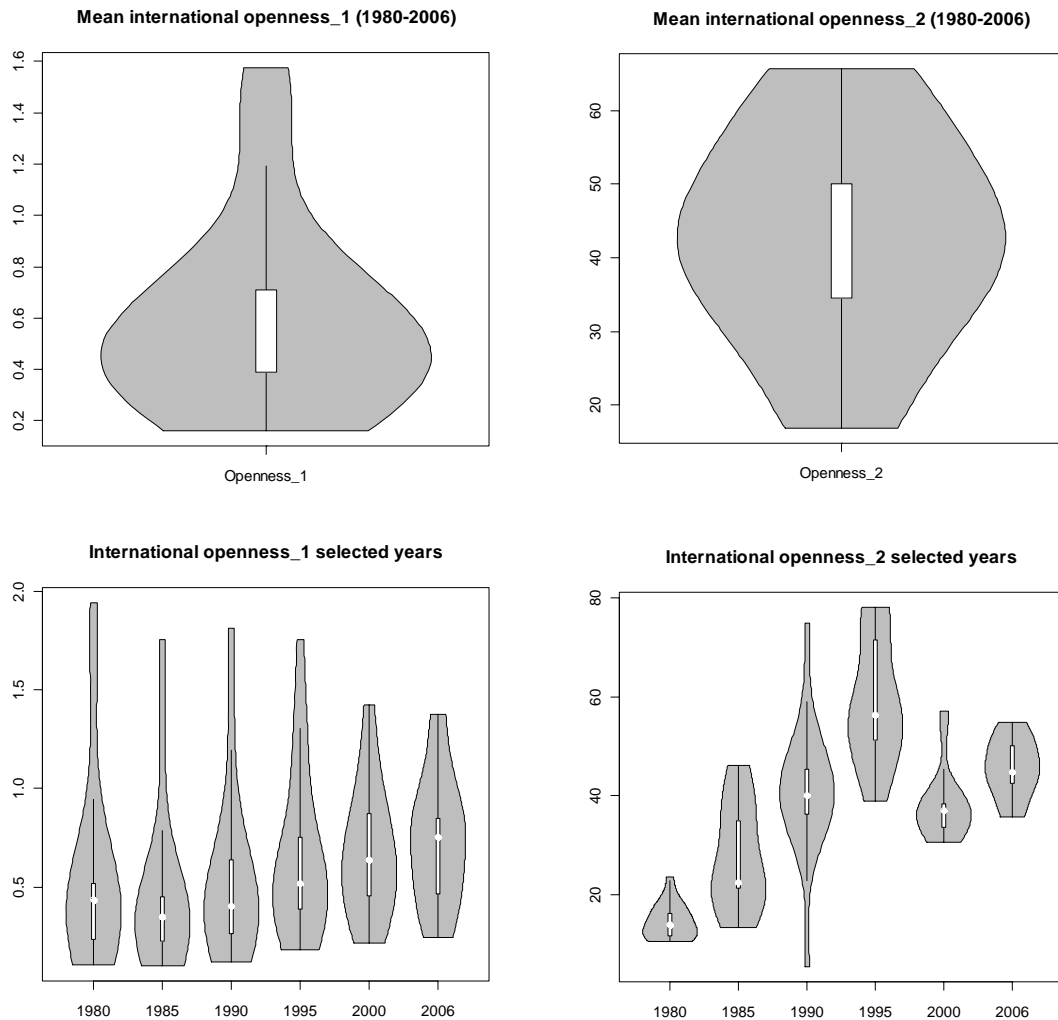 Mean international openness_1 (1980-2006)
1.6
1.4
1.2
1.0
0.8
0.6
0.4
0.2
Openness_1
Mean international openness_2 (1980-2006)
60
50
40
30
20
Openness_2
International openness_1 selected years
2.0
1.5
1.0
0.5
1980 1985 1990 1995 2000 2006
International openness_2 selected years
80
60
40
20
1980 1985 1990 1995 2000 2006